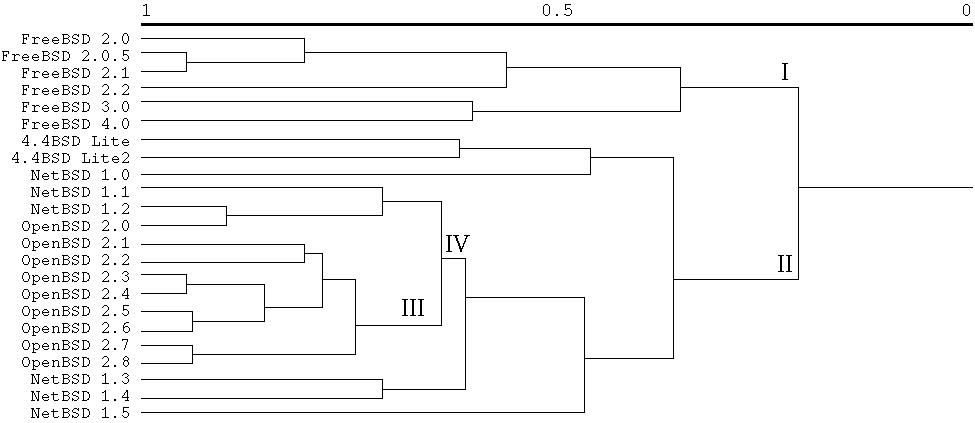 1 0.5 0
FreeBSD 2.0
FreeBSD 2.0.5
FreeBSD 2.1
I
FreeBSD 2.2
FreeBSD 3.0
FreeBSD 4.0
4.4BSD Lite
4.4BSD Lite2
NetBSD 1.0
NetBSD 1.1
NetBSD 1.2
OpenBSD 2.0
OpenBSD 2.1
IV
OpenBSD 2.2
II
OpenBSD 2.3
OpenBSD 2.4
OpenBSD 2.5
III
OpenBSD 2.6
OpenBSD 2.7
OpenBSD 2.8
NetBSD 1.3
NetBSD 1.4
NetBSD 1.5